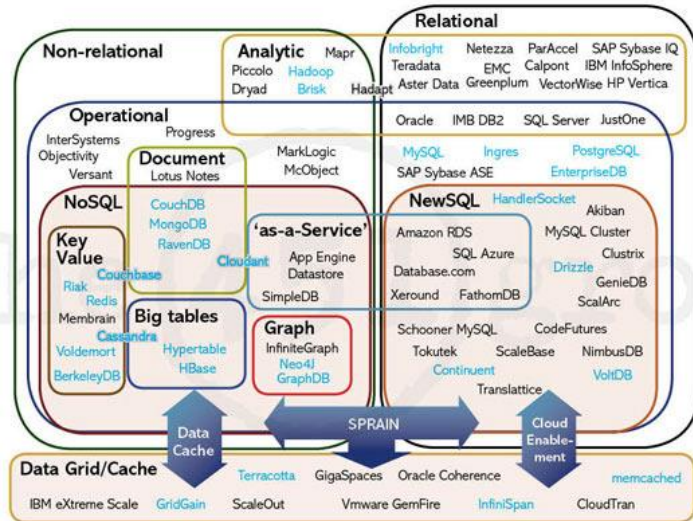 Relational
Non-relational
Analytic
Mapr
Piccolo
Hadoop
Dryad
Brisk
Hadapt
Infobright
Netezza
ParAccel
SAP Sybase IQ
Teradata
EMC
Calpont
IBM InfoSphere
Aster Data
Greenplum
VectorWise
HP Vertica
Operational
Oracle
IMB DB2
SQL Server
JustOne
InterSystems
Progress
Objectivity
Versant
Document
Lotus Notes
MarkLogic
McObject
MySQL
Ingres
PostgreSQL
SAP Sybase ASE
EnterpriseDB
NoSQL
CouchDB
MongoDB
RavenDB
Key
Value
Couchbase
Cloudant
Riak
Redis
Membrain
Cassandra
Voldemort
BerkeleyDB
Big tables
Hypertable
HBase
'as-a-Service'
App Engine
Datastore
SimpleDB
Graph
InfiniteGraph
Neo4J
GraphDB
NewSQL
HandlerSocket
Akiban
Amazon RDS
MySQL Cluster
SQL Azure
Clustrix
Database.com
Drizzle
GenieDB
Xeround
FathomDB
ScalArc
Schooner MySQL
CodeFutures
Tokutek
ScaleBase
NimbusDB
Continuent
VoltDB
Translattice
Data
Cache
SPRAIN
Cloud
Enable-
ment
Data Grid/Cache
Terracotta
GigaSpaces
Oracle Coherence
memcached
IBM eXtreme Scale
GridGain
ScaleOut
Vmware GemFire
InfiniSpan
CloudTran